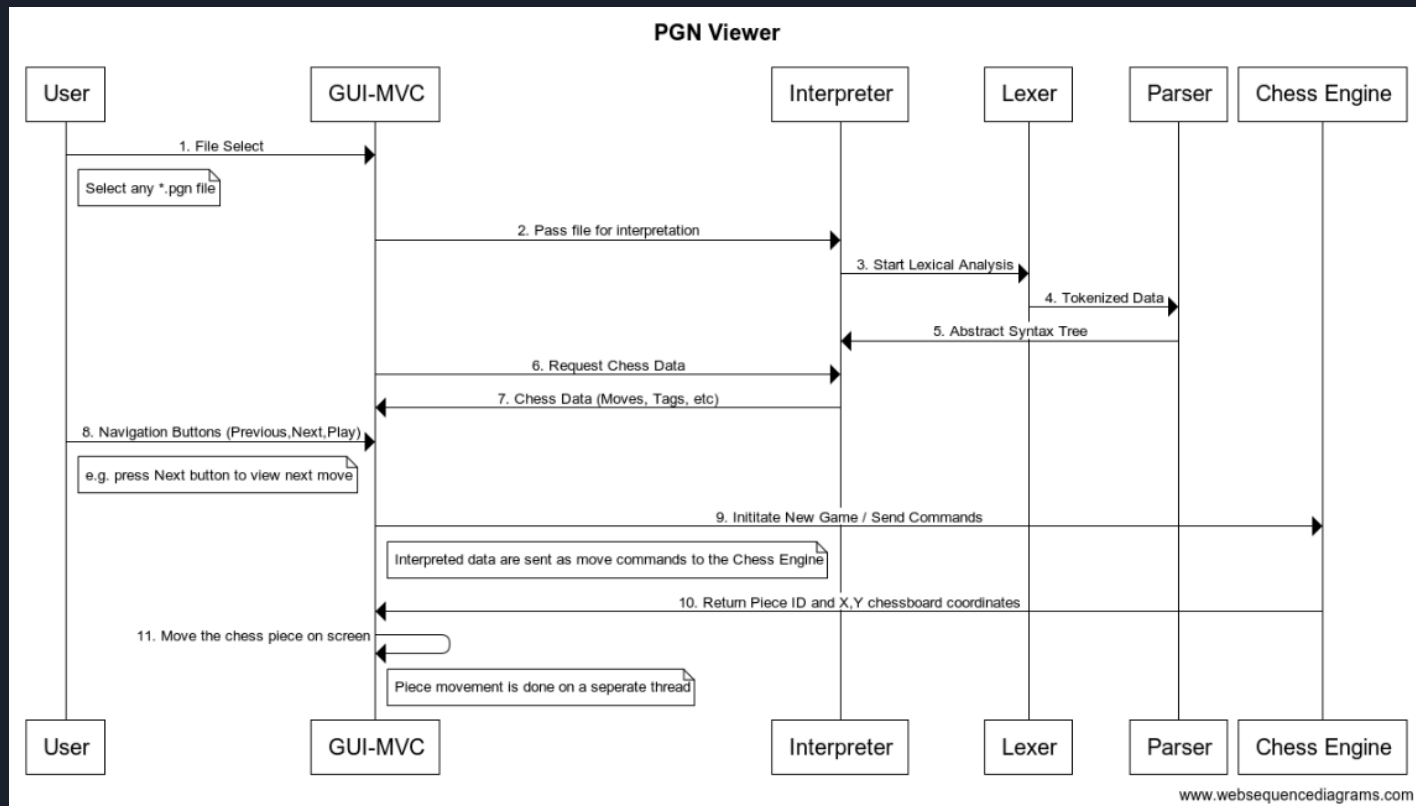 PGN Viewer
User
GUI-MVC
Interpreter
Lexer
Parser
Chess Engine
1. File Select
Select any *.pgn file
2. Pass file for interpretation
3. Start Lexical Analysis
4. Tokenized Data
5. Abstract Syntax Tree
6. Request Chess Data
7. Chess Data (Moves, Tags, etc)
8. Navigation Buttons (Previous,Next,Play)
e.g. press Next button to view next move
9. Inititate New Game / Send Commands
Interpreted data are sent as move commands to the Chess Engine
10. Return Piece ID and X,Y chessboard coordinates
11. Move the chess piece on screen
Piece movement is done on a seperate thread
User
GUI-MVC
Interpreter
Lexer
Parser
Chess Engine
www.websequencediagrams.com